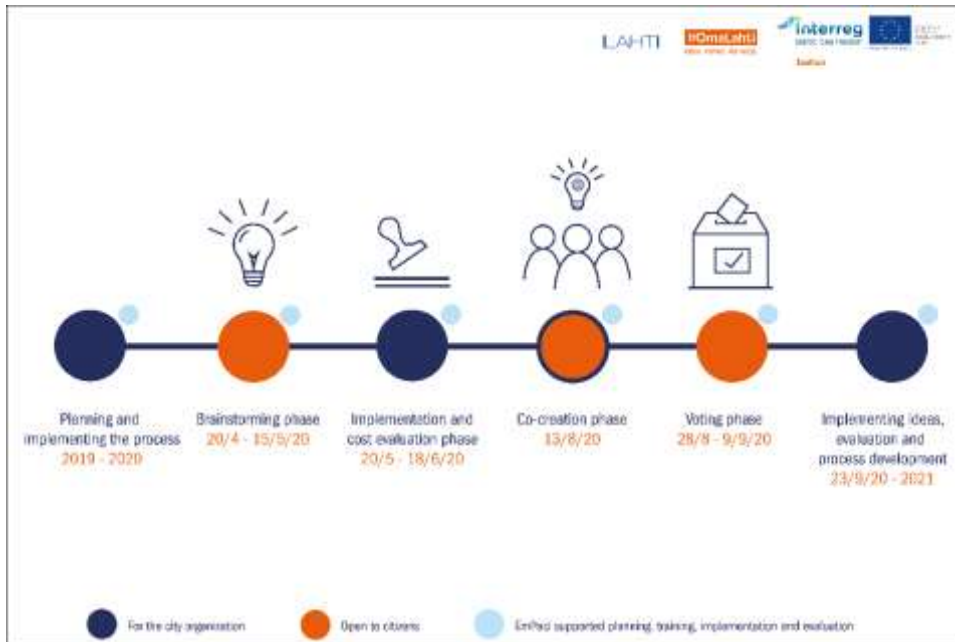 LAHTI
#OmaLahti
interreg
EmPaci
Planning and
implementing the process
2019 - 2020
Brainstorming phase
20/4 - 15/5/20
Implementation and
cost evaluation phase
20/5 - 18/6/20
Co-creation phase
13/8/20
Voting phase
28/8 - 9/9/20
Implementing ideas,
evaluation and
process development
23/9/20 - 2021
For the city organisation
Open to citizens
EmPaci supported planning, training, implementation and evaluation